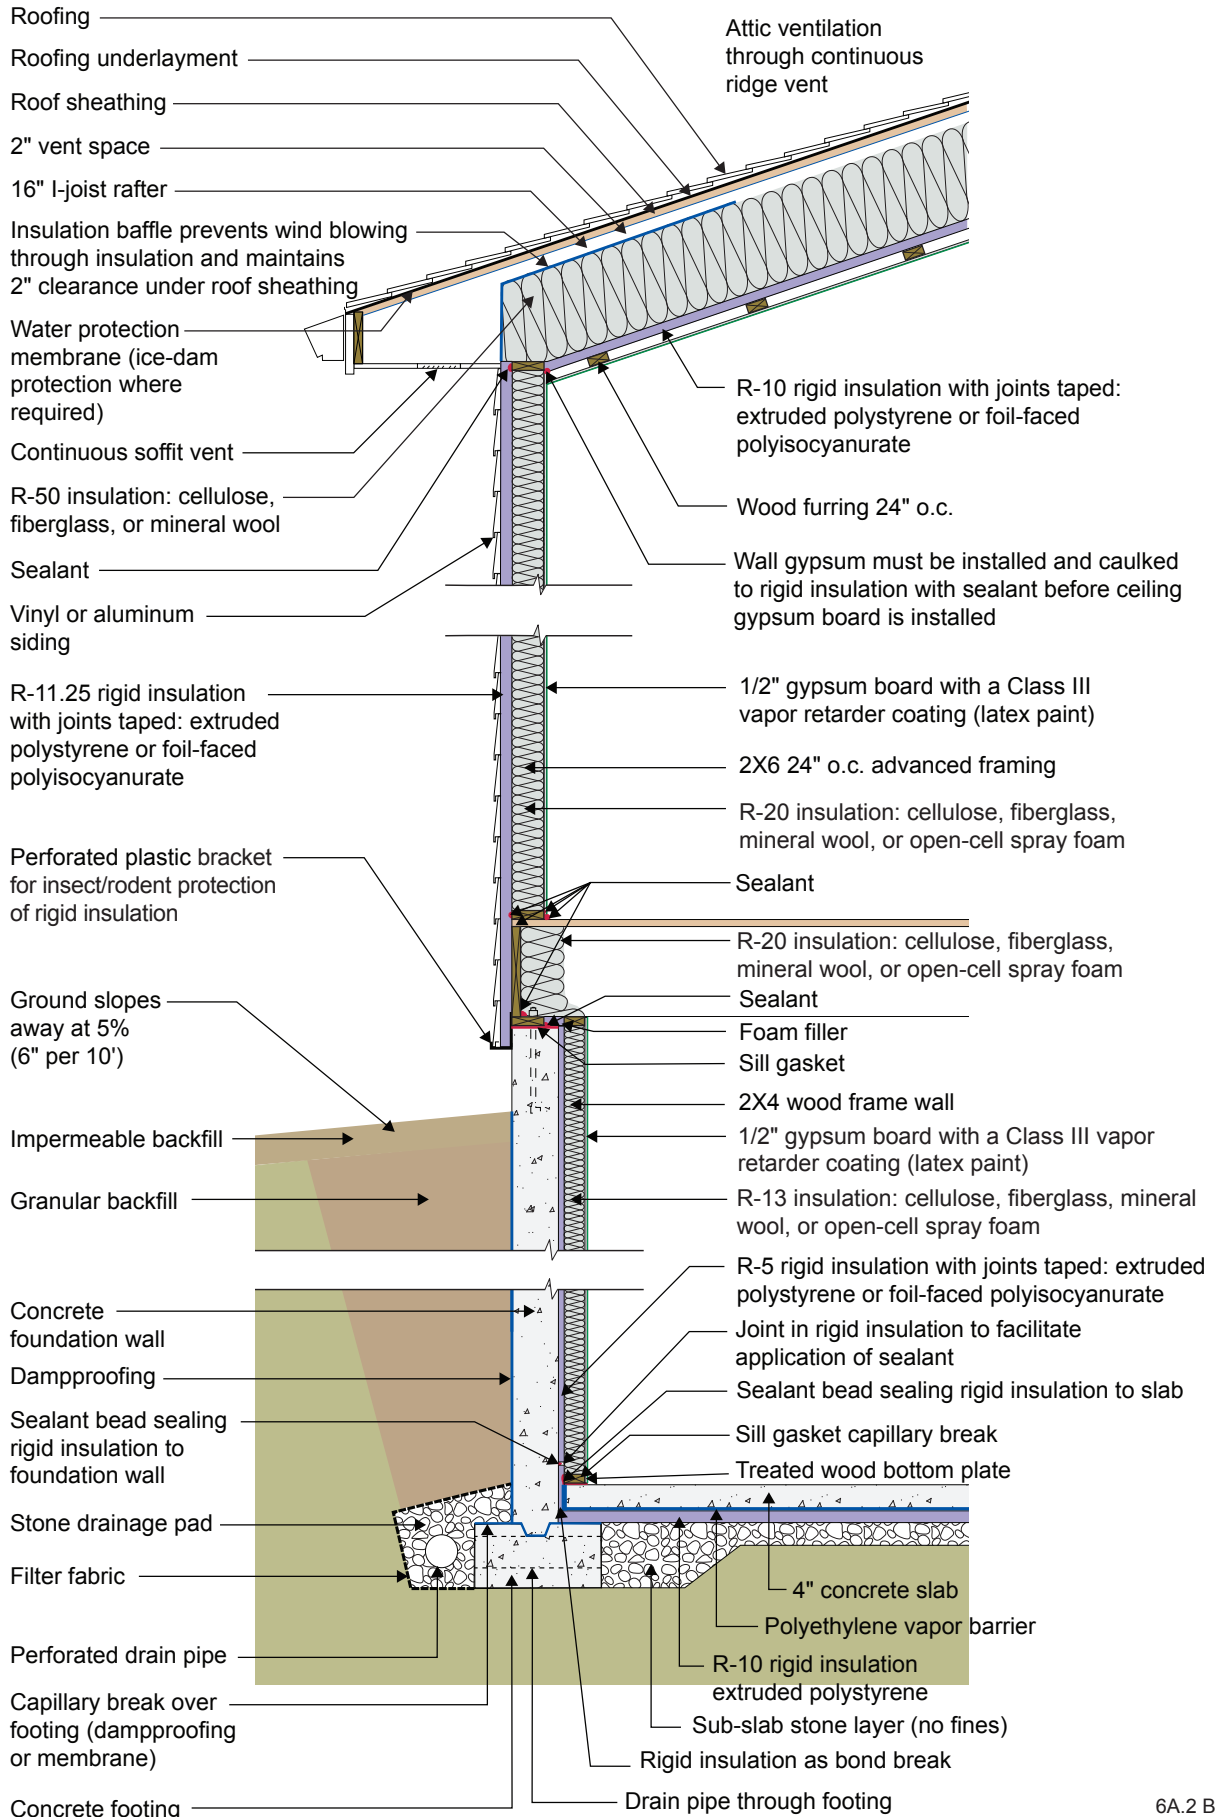 Roofing
Roofing underlayment
Roof sheathing
2" vent space
16" I-joist rafter
Insulation baffle prevents wind blowing
through insulation and maintains
2" clearance under roof sheathing
Water protection
membrane (ice-dam
protection where
required)
Continuous soffit vent
R-50 insulation: cellulose,
fiberglass, or mineral wool
Sealant
Vinyl or aluminum
siding
R-11.25 rigid insulation
with joints taped: extruded
polystyrene or foil-faced
polyisocyanurate
Perforated plastic bracket
for insect/rodent protection
of rigid insulation
Ground slopes
away at 5%
(6" per 10')
Impermeable backfill
Granular backfill
Concrete
foundation wall
Dampproofing
Sealant bead sealing
rigid insulation to
foundation wall
Stone drainage pad
Filter fabric
Perforated drain pipe
Capillary break over
footing (dampproofing
or membrane)
Concrete footing
Attic ventilation
through continuous
ridge vent
R-10 rigid insulation with joints taped:
extruded polystyrene or foil-faced
polyisocyanurate
Wood furring 24" o.c.
Wall gypsum must be installed and caulked
to rigid insulation with sealant before ceiling
gypsum board is installed
1/2" gypsum board with a Class III
vapor retarder coating (latex paint)
2X6 24" o.c. advanced framing
R-20 insulation: cellulose, fiberglass,
mineral wool, or open-cell spray foam
Sealant
R-20 insulation: cellulose, fiberglass,
mineral wool, or open-cell spray foam
Sealant
Foam filler
Sill gasket
2X4 wood frame wall
1/2" gypsum board with a Class III vapor
retarder coating (latex paint)
R-13 insulation: cellulose, fiberglass, mineral
wool, or open-cell spray foam
R-5 rigid insulation with joints taped: extruded
polystyrene or foil-faced polyisocyanurate
Joint in rigid insulation to facilitate
application of sealant
Sealant bead sealing rigid insulation to slab
Sill gasket capillary break
Treated wood bottom plate
4" concrete slab
Polyethylene vapor barrier
R-10 rigid insulation
extruded polystyrene
Sub-slab stone layer (no fines)
Rigid insulation as bond break
Drain pipe through footing
6A.2 B